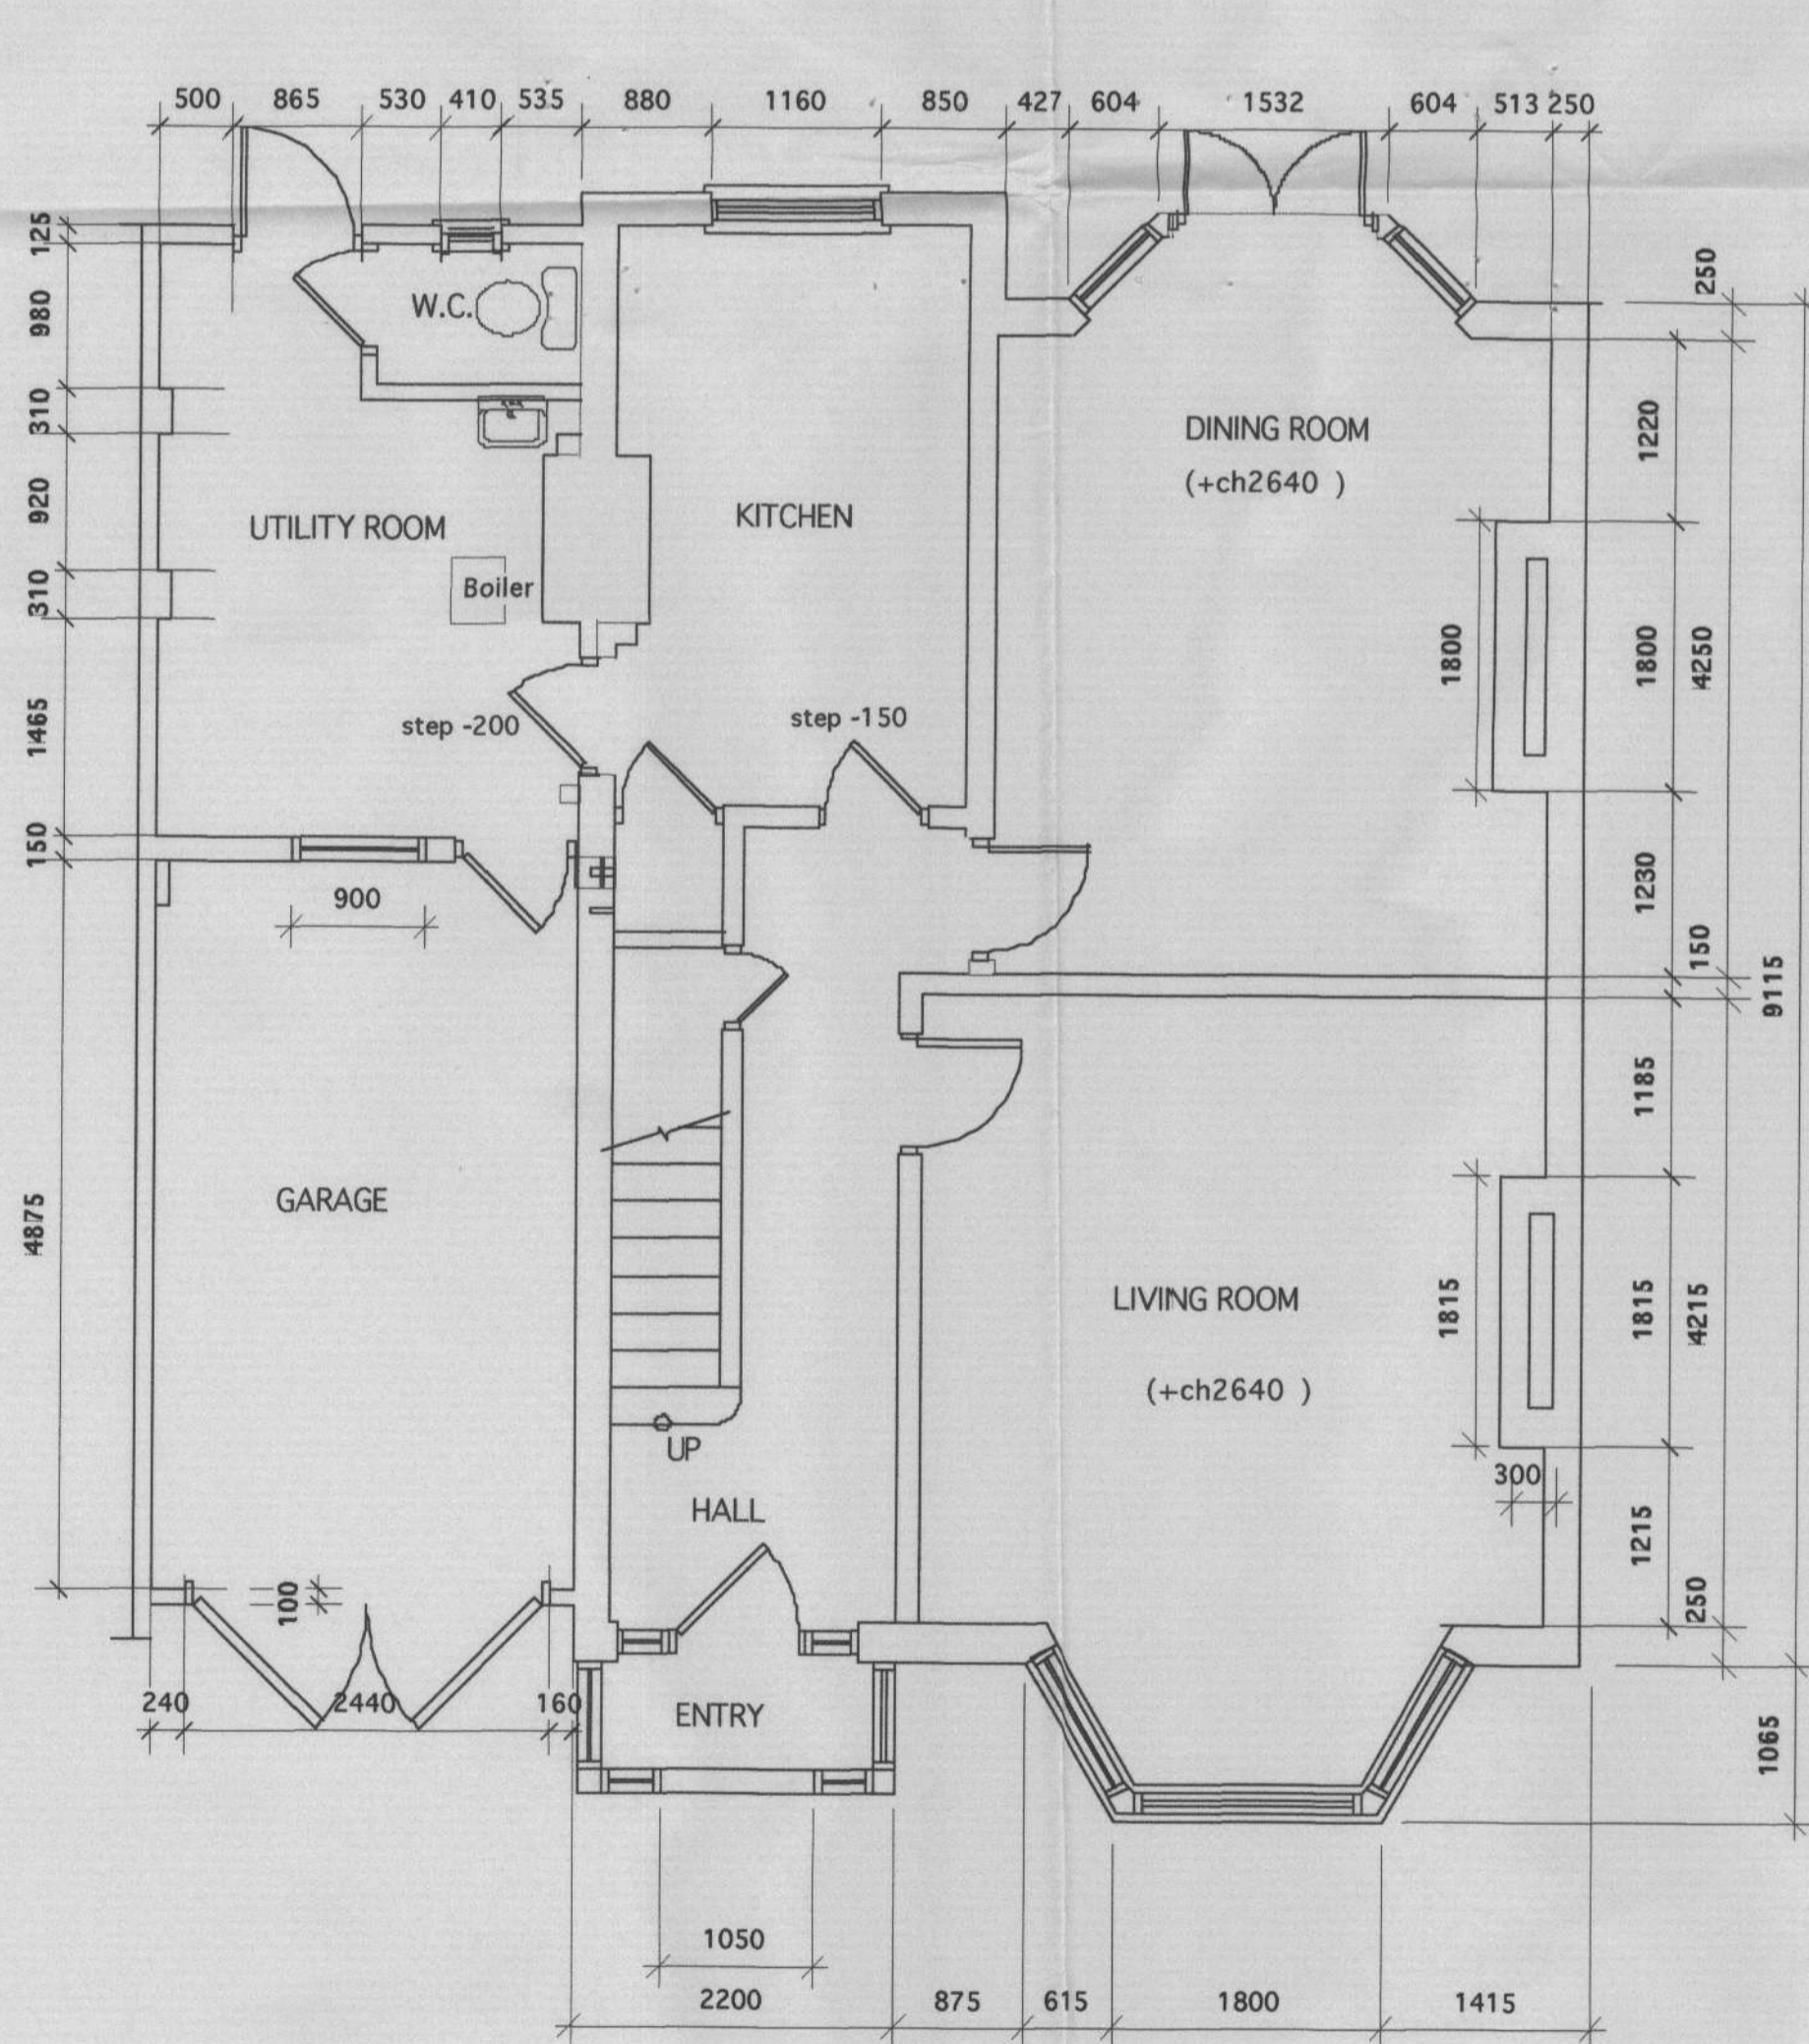 500 865 530 410 535 880 1160 850 427 604 1532 604 513 250
125
980
310
920
310
1465
150
4875
W.C.
UTILITY ROOM
Boiler
KITCHEN
step -200
step -150
DINING ROOM
(+ch2640 )
250
1220
1800
1800
4250
1230
150
9115
900
GARAGE
1185
LIVING ROOM
(+ch2640 )
1815
1815
4215
300
1215
250
1065
UP
HALL
ENTRY
100
240 2440 160
1050
2200 875 615 1800 1415